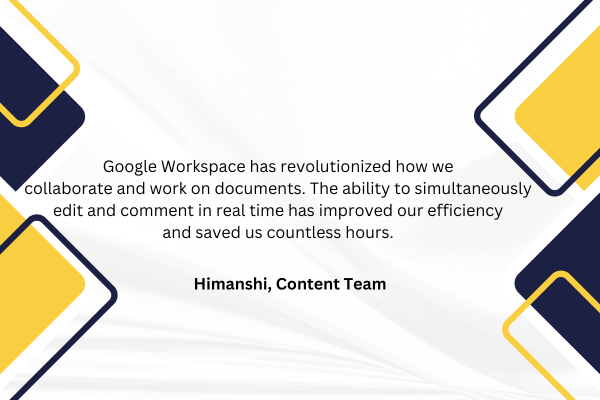 Google Workspace has revolutionized how we
collaborate and work on documents. The ability to simultaneously
edit and comment in real time has improved our efficiency
and saved us countless hours.
Himanshi, Content Team